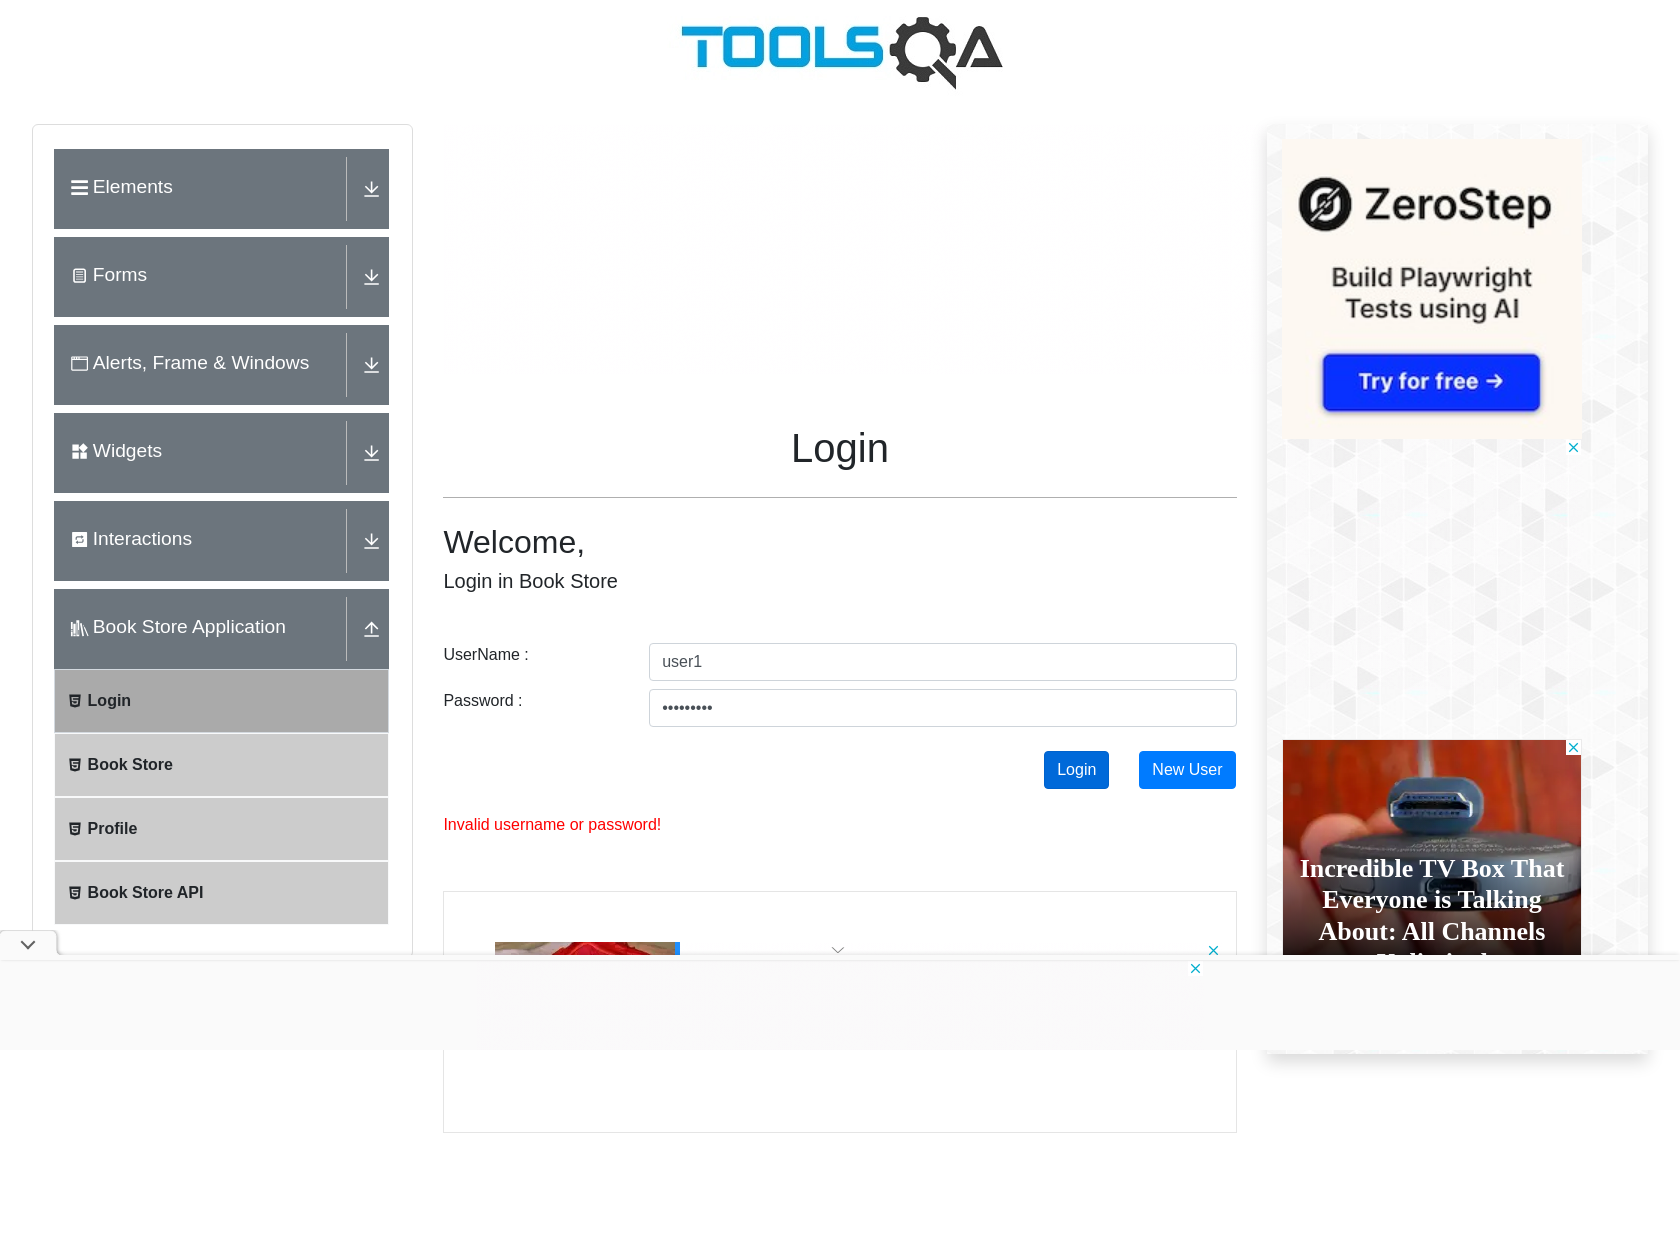 TOOLSQA
Elements
Forms
Alerts, Frame & Windows
Widgets
Interactions
Book Store Application
Login
Book Store
Profile
Book Store API
Login
Welcome,
Login in Book Store
UserName :
user1
Password :
•••••••••
Login
New User
Invalid username or password!
ZeroStep
Build Playwright
Tests using AI
Try for free →
Incredible TV Box That
Everyone is Talking
About: All Channels